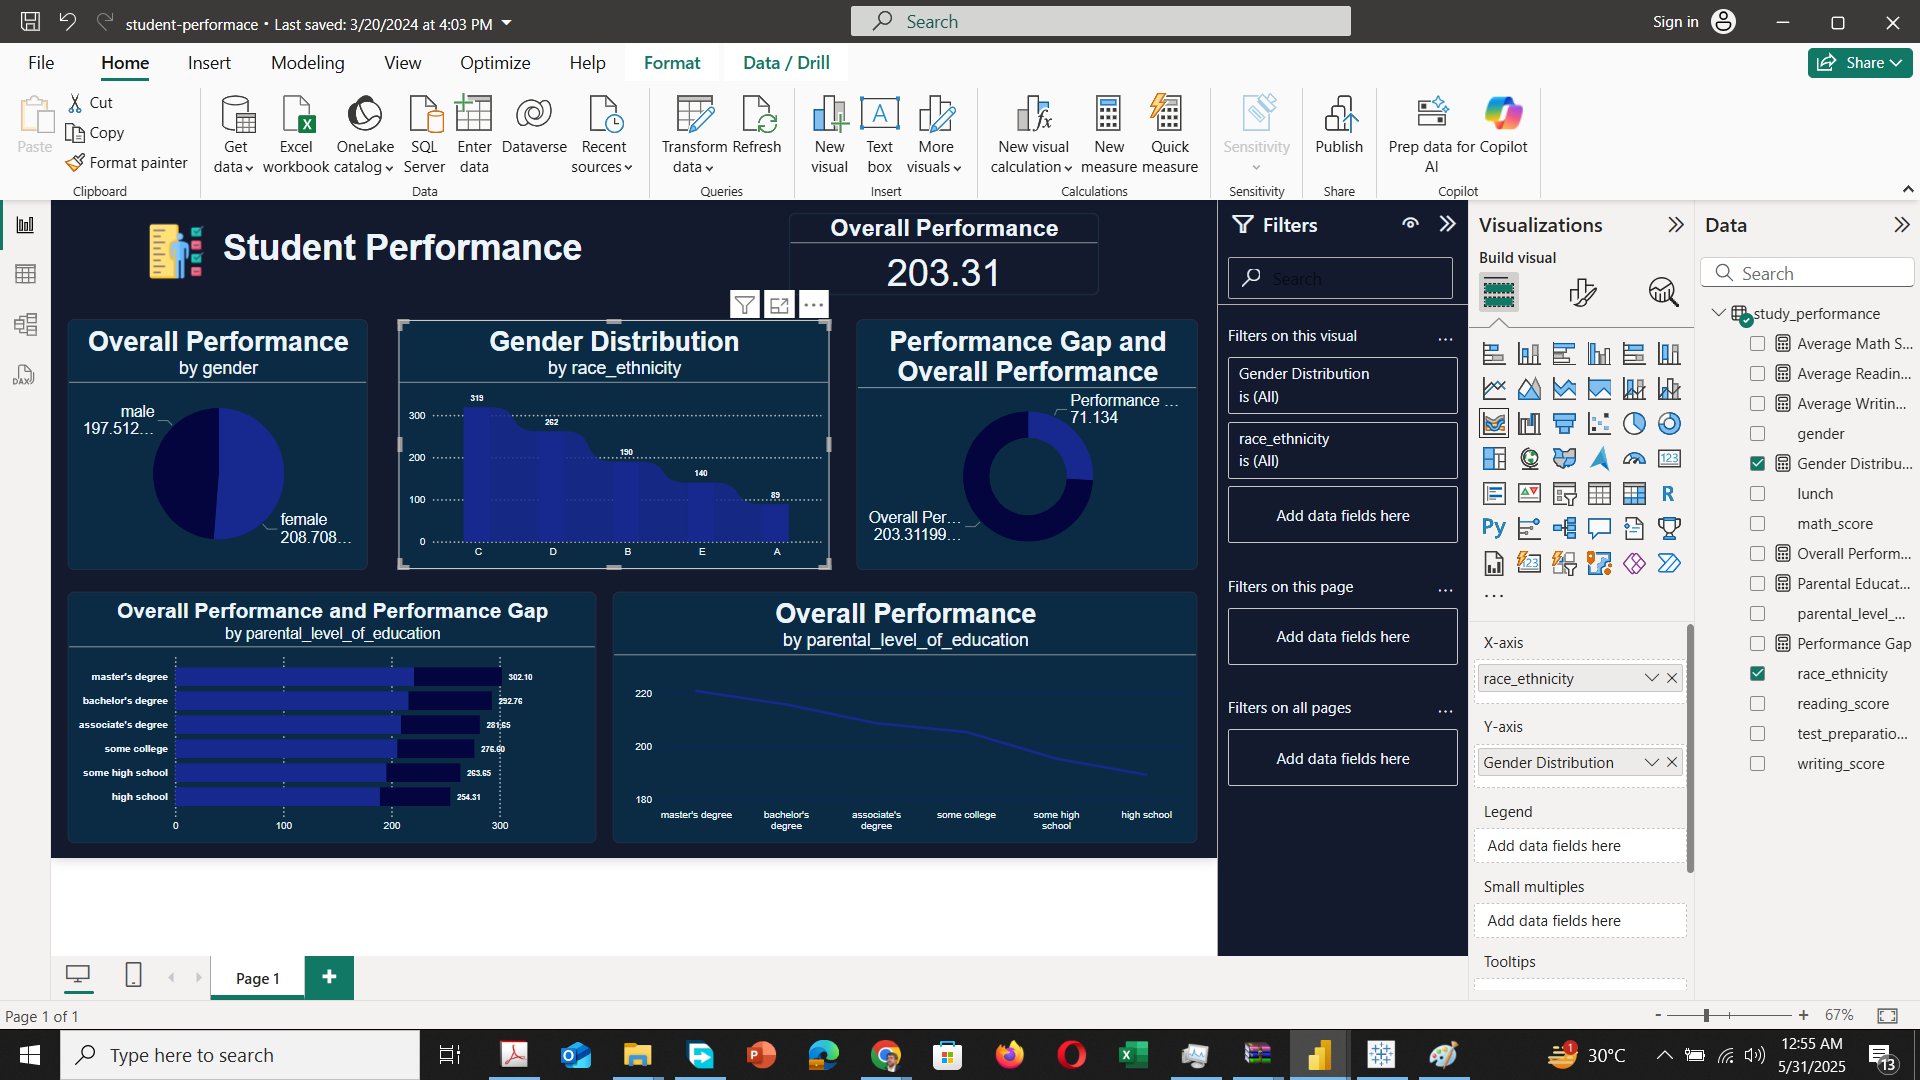 student-performace • Last saved: 3/20/2024 at 4:03 PM
Search
Sign in
File
Home
Insert
Modeling
View
Optimize
Help
Format
Data / Drill
Share
Paste
Cut
Copy
Format painter
Clipboard
Get data
Excel workbook
OneLake catalog
SQL Server
Enter data
Dataverse
Recent sources
Data
Transform data
Refresh
Queries
New visual
Text box
More visuals
Insert
New visual calculation
New measure
Quick measure
Calculations
Sensitivity
Sensitivity
Publish
Share
Prep data for AI
Copilot
Copilot
Student Performance
Overall Performance
203.31
Overall Performance
by gender
male
197.512...
female
208.708...
Gender Distribution
by race_ethnicity
300
200
100
0
319
262
190
140
89
C
D
B
E
A
Performance Gap and
Overall Performance
Performance ...
71.134
Overall Per...
203.31199...
Overall Performance and Performance Gap
by parental_level_of_education
master's degree
302.10
bachelor's degree
292.76
associate's degree
281.65
some college
276.60
some high school
263.65
high school
254.31
0
100
200
300
Overall Performance
by parental_level_of_education
220
200
180
master's degree
bachelor's
degree
associate's
degree
some college
some high
school
high school
Filters
Search
Filters on this visual
...
Gender Distribution
is (All)
race_ethnicity
is (All)
Add data fields here
Filters on this page
...
Add data fields here
Filters on all pages
...
Add data fields here
Visualizations
Build visual
123
R
Py
123
...
X-axis
race_ethnicity
Y-axis
Gender Distribution
Legend
Add data fields here
Small multiples
Add data fields here
Tooltips
Data
Search
study_performance
Average Math S...
Average Readin...
Average Writin...
gender
Gender Distribu...
lunch
math_score
Overall Perform...
Parental Educat...
parental_level_...
Performance Gap
race_ethnicity
reading_score
test_preparatio...
writing_score
DAX
Page 1
+
Page 1 of 1
- + 67%
Type here to search
1
30°C
12:55 AM
5/31/2025
13